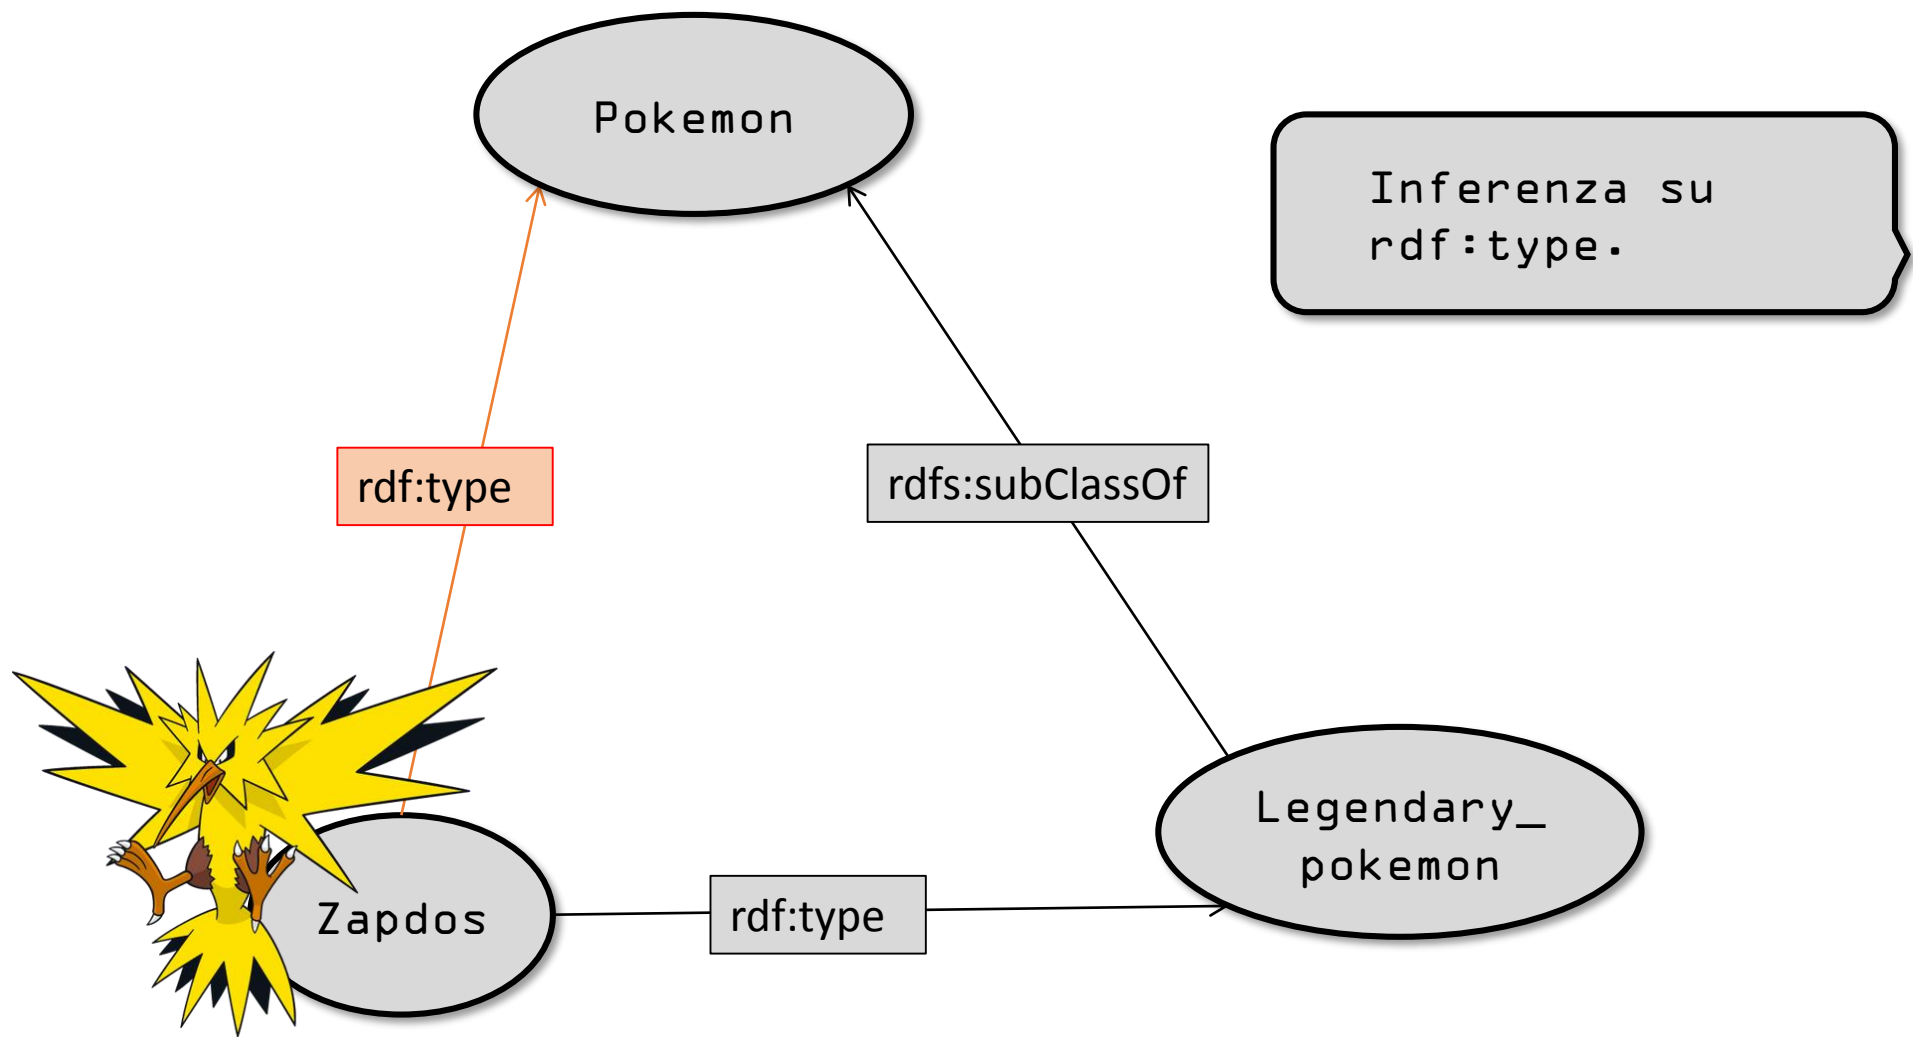 Pokemon
Inferenza su
rdf:type.
rdf:type
rdfs:subClassOf
Legendary_
pokemon
Zapdos
rdf:type